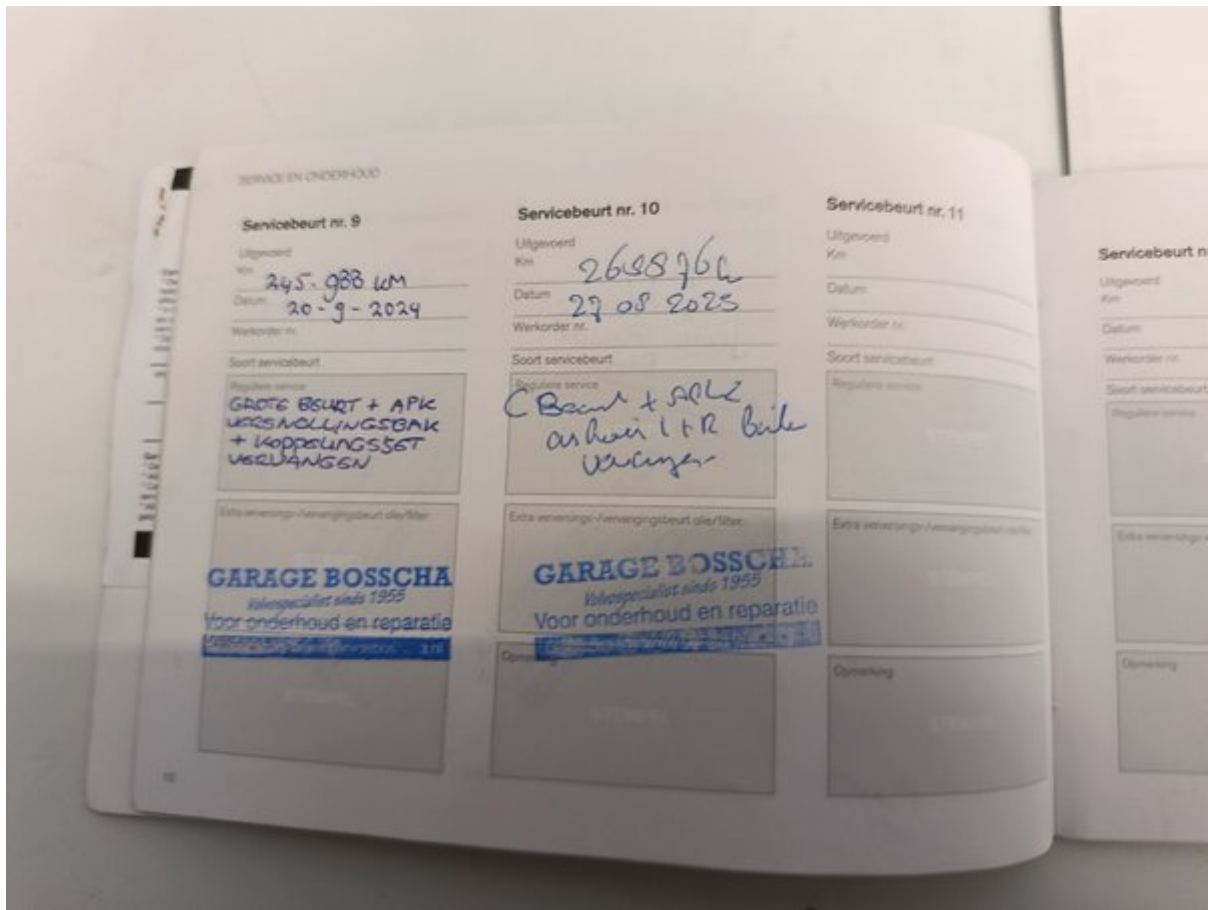 SERVICE EN ONDERHOUD
Servicebeurt nr. 9
Uitgevoerd
Km 245.988 KM
Datum 20-9-2024
Werkorder nr.
Soort servicebeurt
Reguliere service
GROTE BEURT + APK
VERSNELLINGSBAK
+ KOPPELINGSSET
VERVANGEN
Extra verversings-/vervangingsbeurt olie/filter
GARAGE BOSSCHA
Volvospecialist sinds 1955
Voor onderhoud en reparatie
Servicebeurt nr. 10
Uitgevoerd
Km
Datum 27 08 2025
Werkorder nr.
Soort servicebeurt
Reguliere service
C Beurt + APK
L + R
vervangen
Extra verversings-/vervangingsbeurt olie/filter
GARAGE BOSSCHA
Volvospecialist sinds 1955
Voor onderhoud en reparatie
Opmerking
Servicebeurt nr. 11
Uitgevoerd
Km
Datum
Werkorder nr.
Soort servicebeurt
Reguliere service
Extra verversings-/vervangingsbeurt olie/filter
Opmerking
Servicebeurt n
Uitgevoerd
Km
Datum
Werkorder nr.
Soort servicebeurt
Reguliere service
Extra verversings-
Opmerking